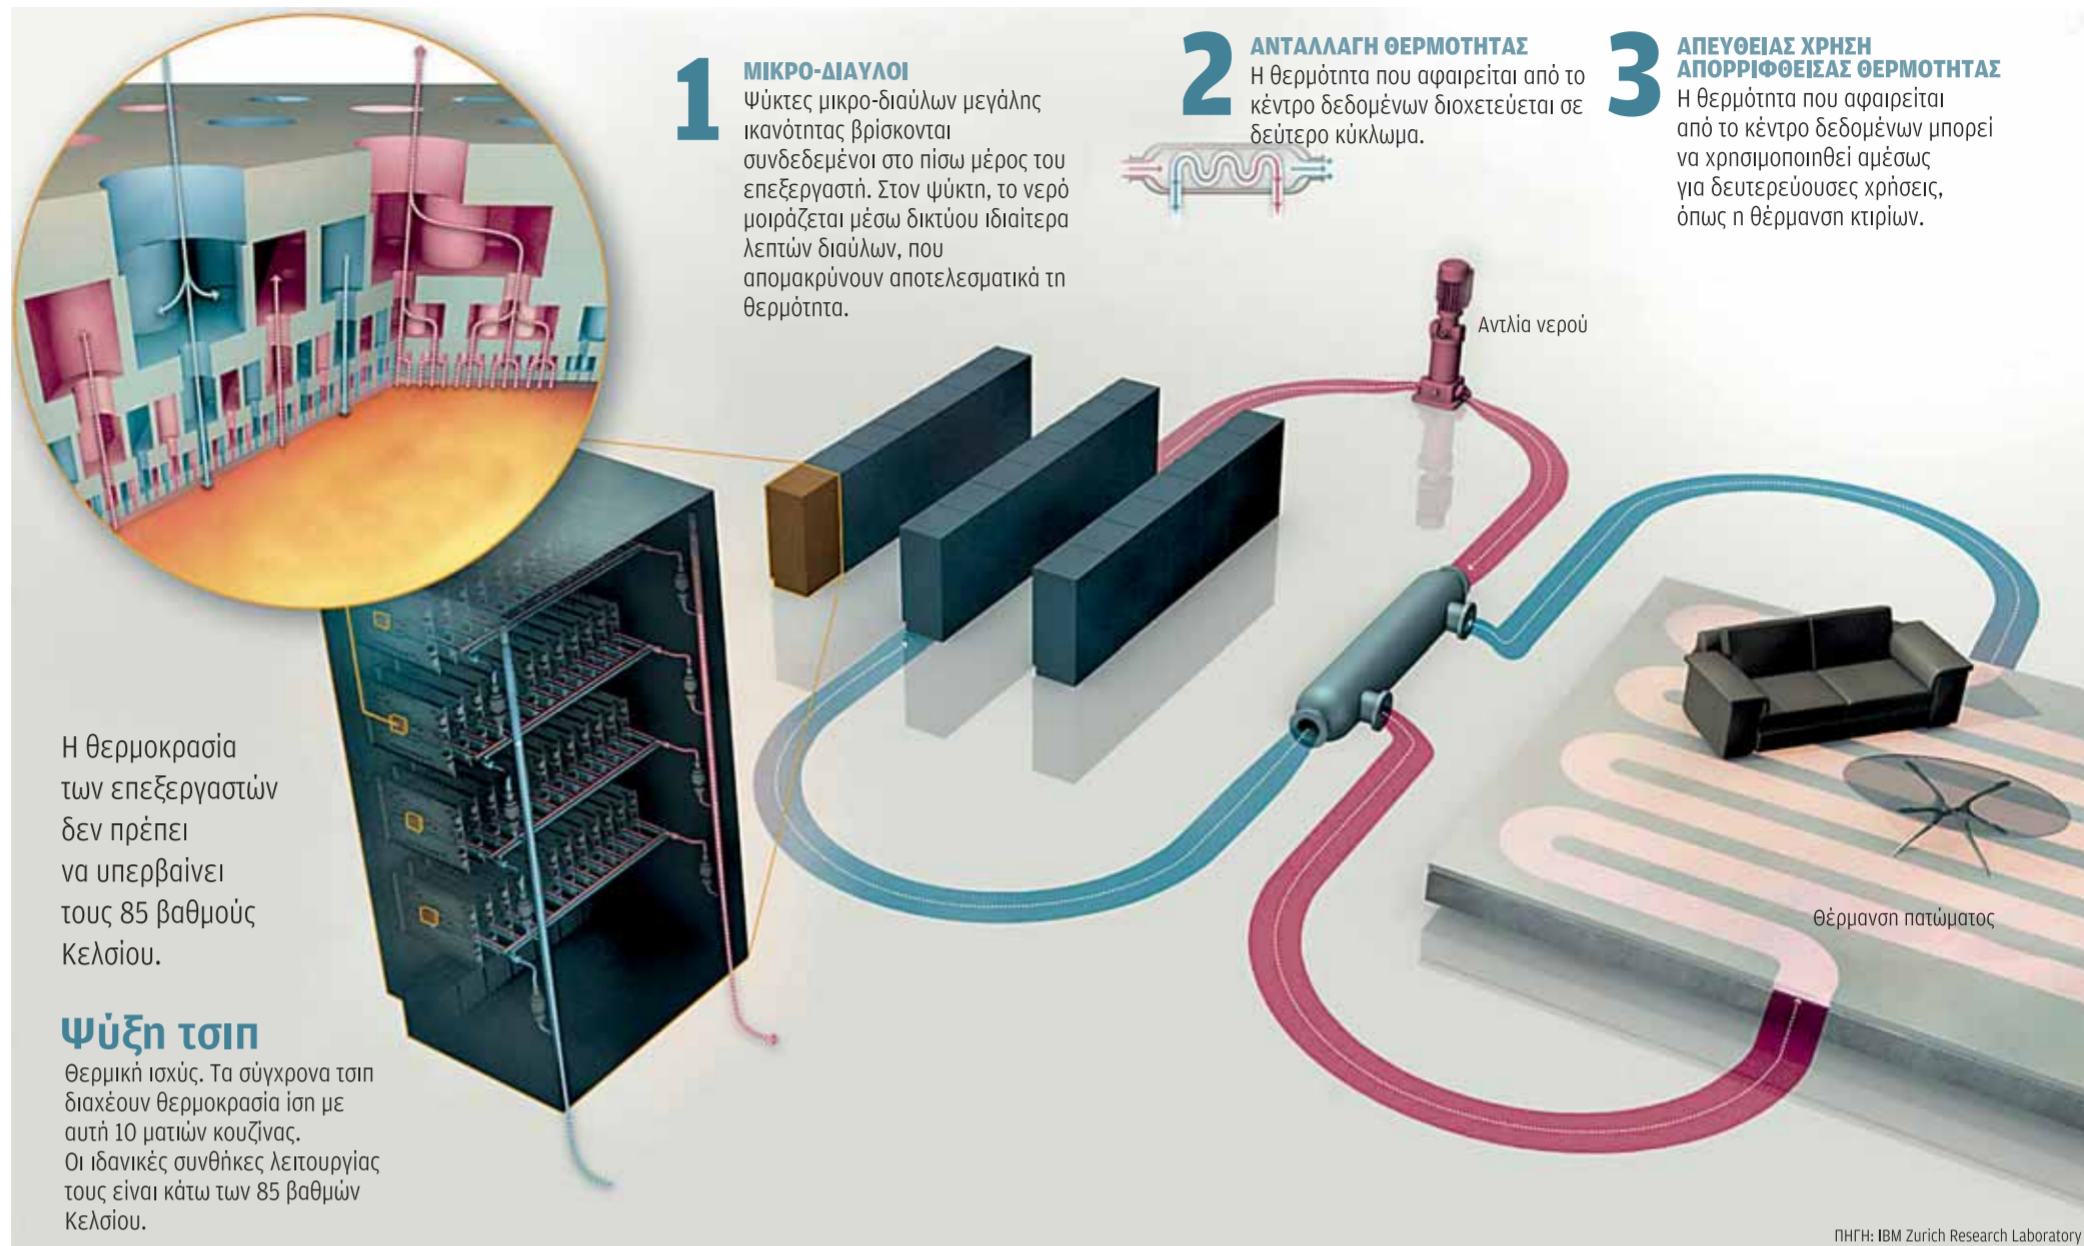 1
ΜΙΚΡΟ-ΔΙΑΥΛΟΙ
Ψύκτες μικρο-διαύλων μεγάλης
ικανότητας βρίσκονται
συνδεδεμένοι στο πίσω μέρος του
επεξεργαστή. Στον ψύκτη, το νερό
μοιράζεται μέσω δικτύου ιδιαίτερα
λεπτών διαύλων, που
απομακρύνουν αποτελεσματικά τη
θερμότητα.
2
ΑΝΤΑΛΛΑΓΗ ΘΕΡΜΟΤΗΤΑΣ
Η θερμότητα που αφαιρείται από το
κέντρο δεδομένων διοχετεύεται σε
δεύτερο κύκλωμα.
3
ΑΠΕΥΘΕΙΑΣ ΧΡΗΣΗ
ΑΠΟΡΡΙΦΘΕΙΣΑΣ ΘΕΡΜΟΤΗΤΑΣ
Η θερμότητα που αφαιρείται
από το κέντρο δεδομένων μπορεί
να χρησιμοποιηθεί αμέσως
για δευτερεύουσες χρήσεις,
όπως η θέρμανση κτιρίων.
Αντλία νερού
Η θερμοκρασία
των επεξεργαστών
δεν πρέπει
να υπερβαίνει
τους 85 βαθμούς
Κελσίου.
Θέρμανση πατώματος
Ψύξη τσιπ
Θερμική ισχύς. Τα σύγχρονα τσιπ
διαχέουν θερμοκρασία ίση με
αυτή 10 ματιών κουζίνας.
Οι ιδανικές συνθήκες λειτουργίας
τους είναι κάτω των 85 βαθμών
Κελσίου.
ΠΗΓΗ: IBM Zurich Research Laboratory